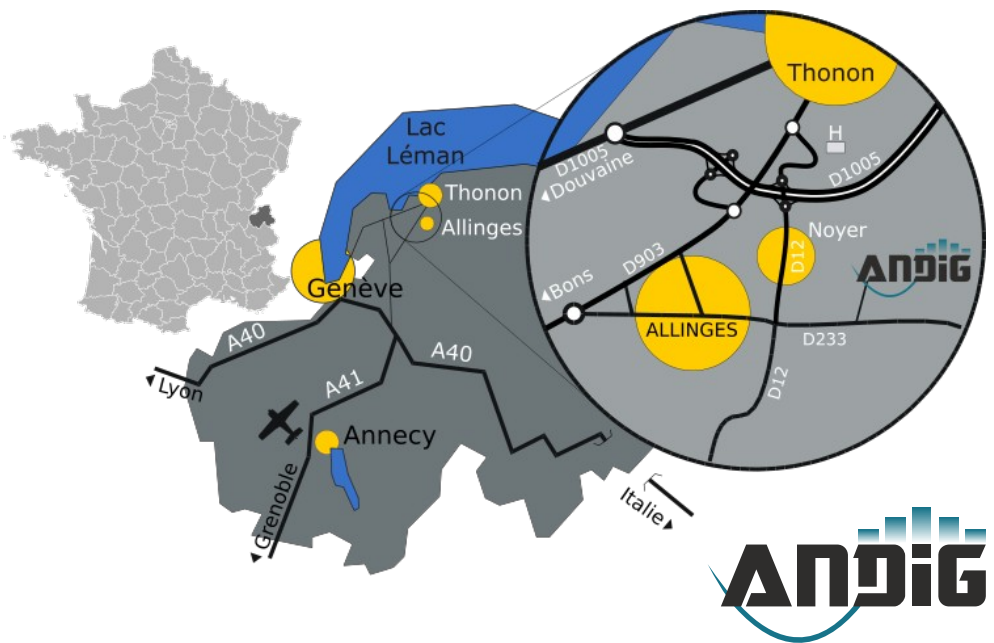 Lac
Léman
Thonon
Allinges
Genève
A40
A41
A40
Lyon
Annecy
Grenoble
Italie
Thonon
H
D1005
Douvaine
D1005
Noyer
D12
D903
Bons
ANDiG
ALLINGES
D233
D12
ANDiG